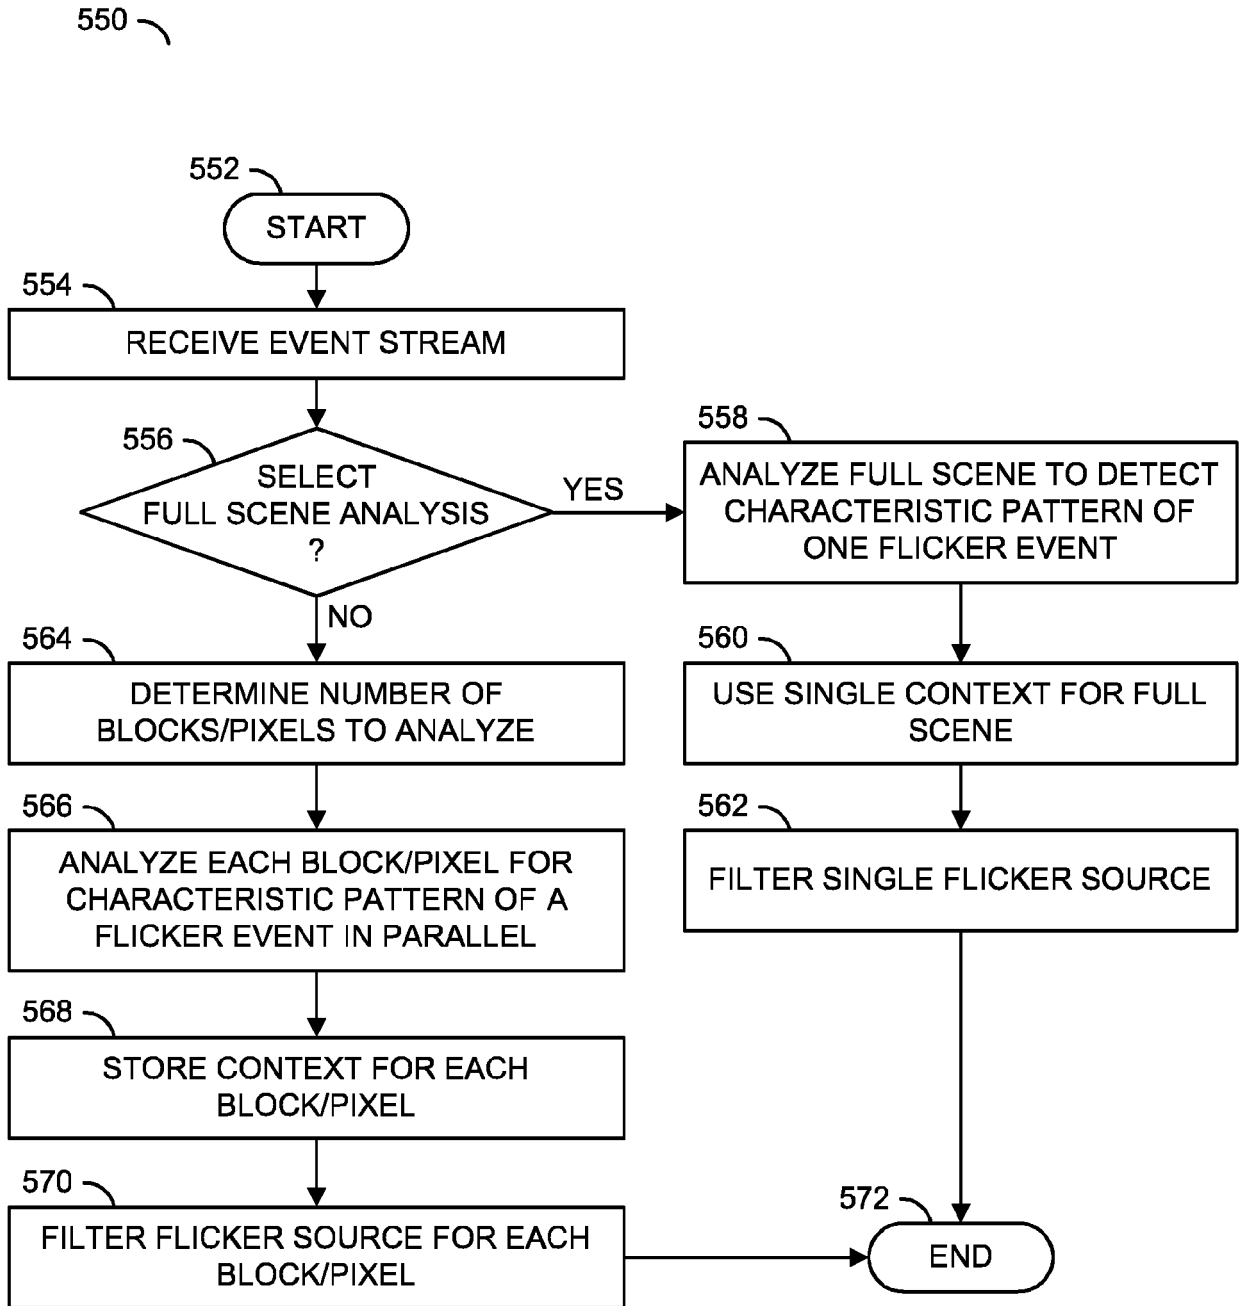 550
552
START
554
RECEIVE EVENT STREAM
556
SELECT
FULL SCENE ANALYSIS
?
YES
NO
558
ANALYZE FULL SCENE TO DETECT
CHARACTERISTIC PATTERN OF
ONE FLICKER EVENT
560
USE SINGLE CONTEXT FOR FULL
SCENE
562
FILTER SINGLE FLICKER SOURCE
564
DETERMINE NUMBER OF
BLOCKS/PIXELS TO ANALYZE
566
ANALYZE EACH BLOCK/PIXEL FOR
CHARACTERISTIC PATTERN OF A
FLICKER EVENT IN PARALLEL
568
STORE CONTEXT FOR EACH
BLOCK/PIXEL
570
FILTER FLICKER SOURCE FOR EACH
BLOCK/PIXEL
572
END